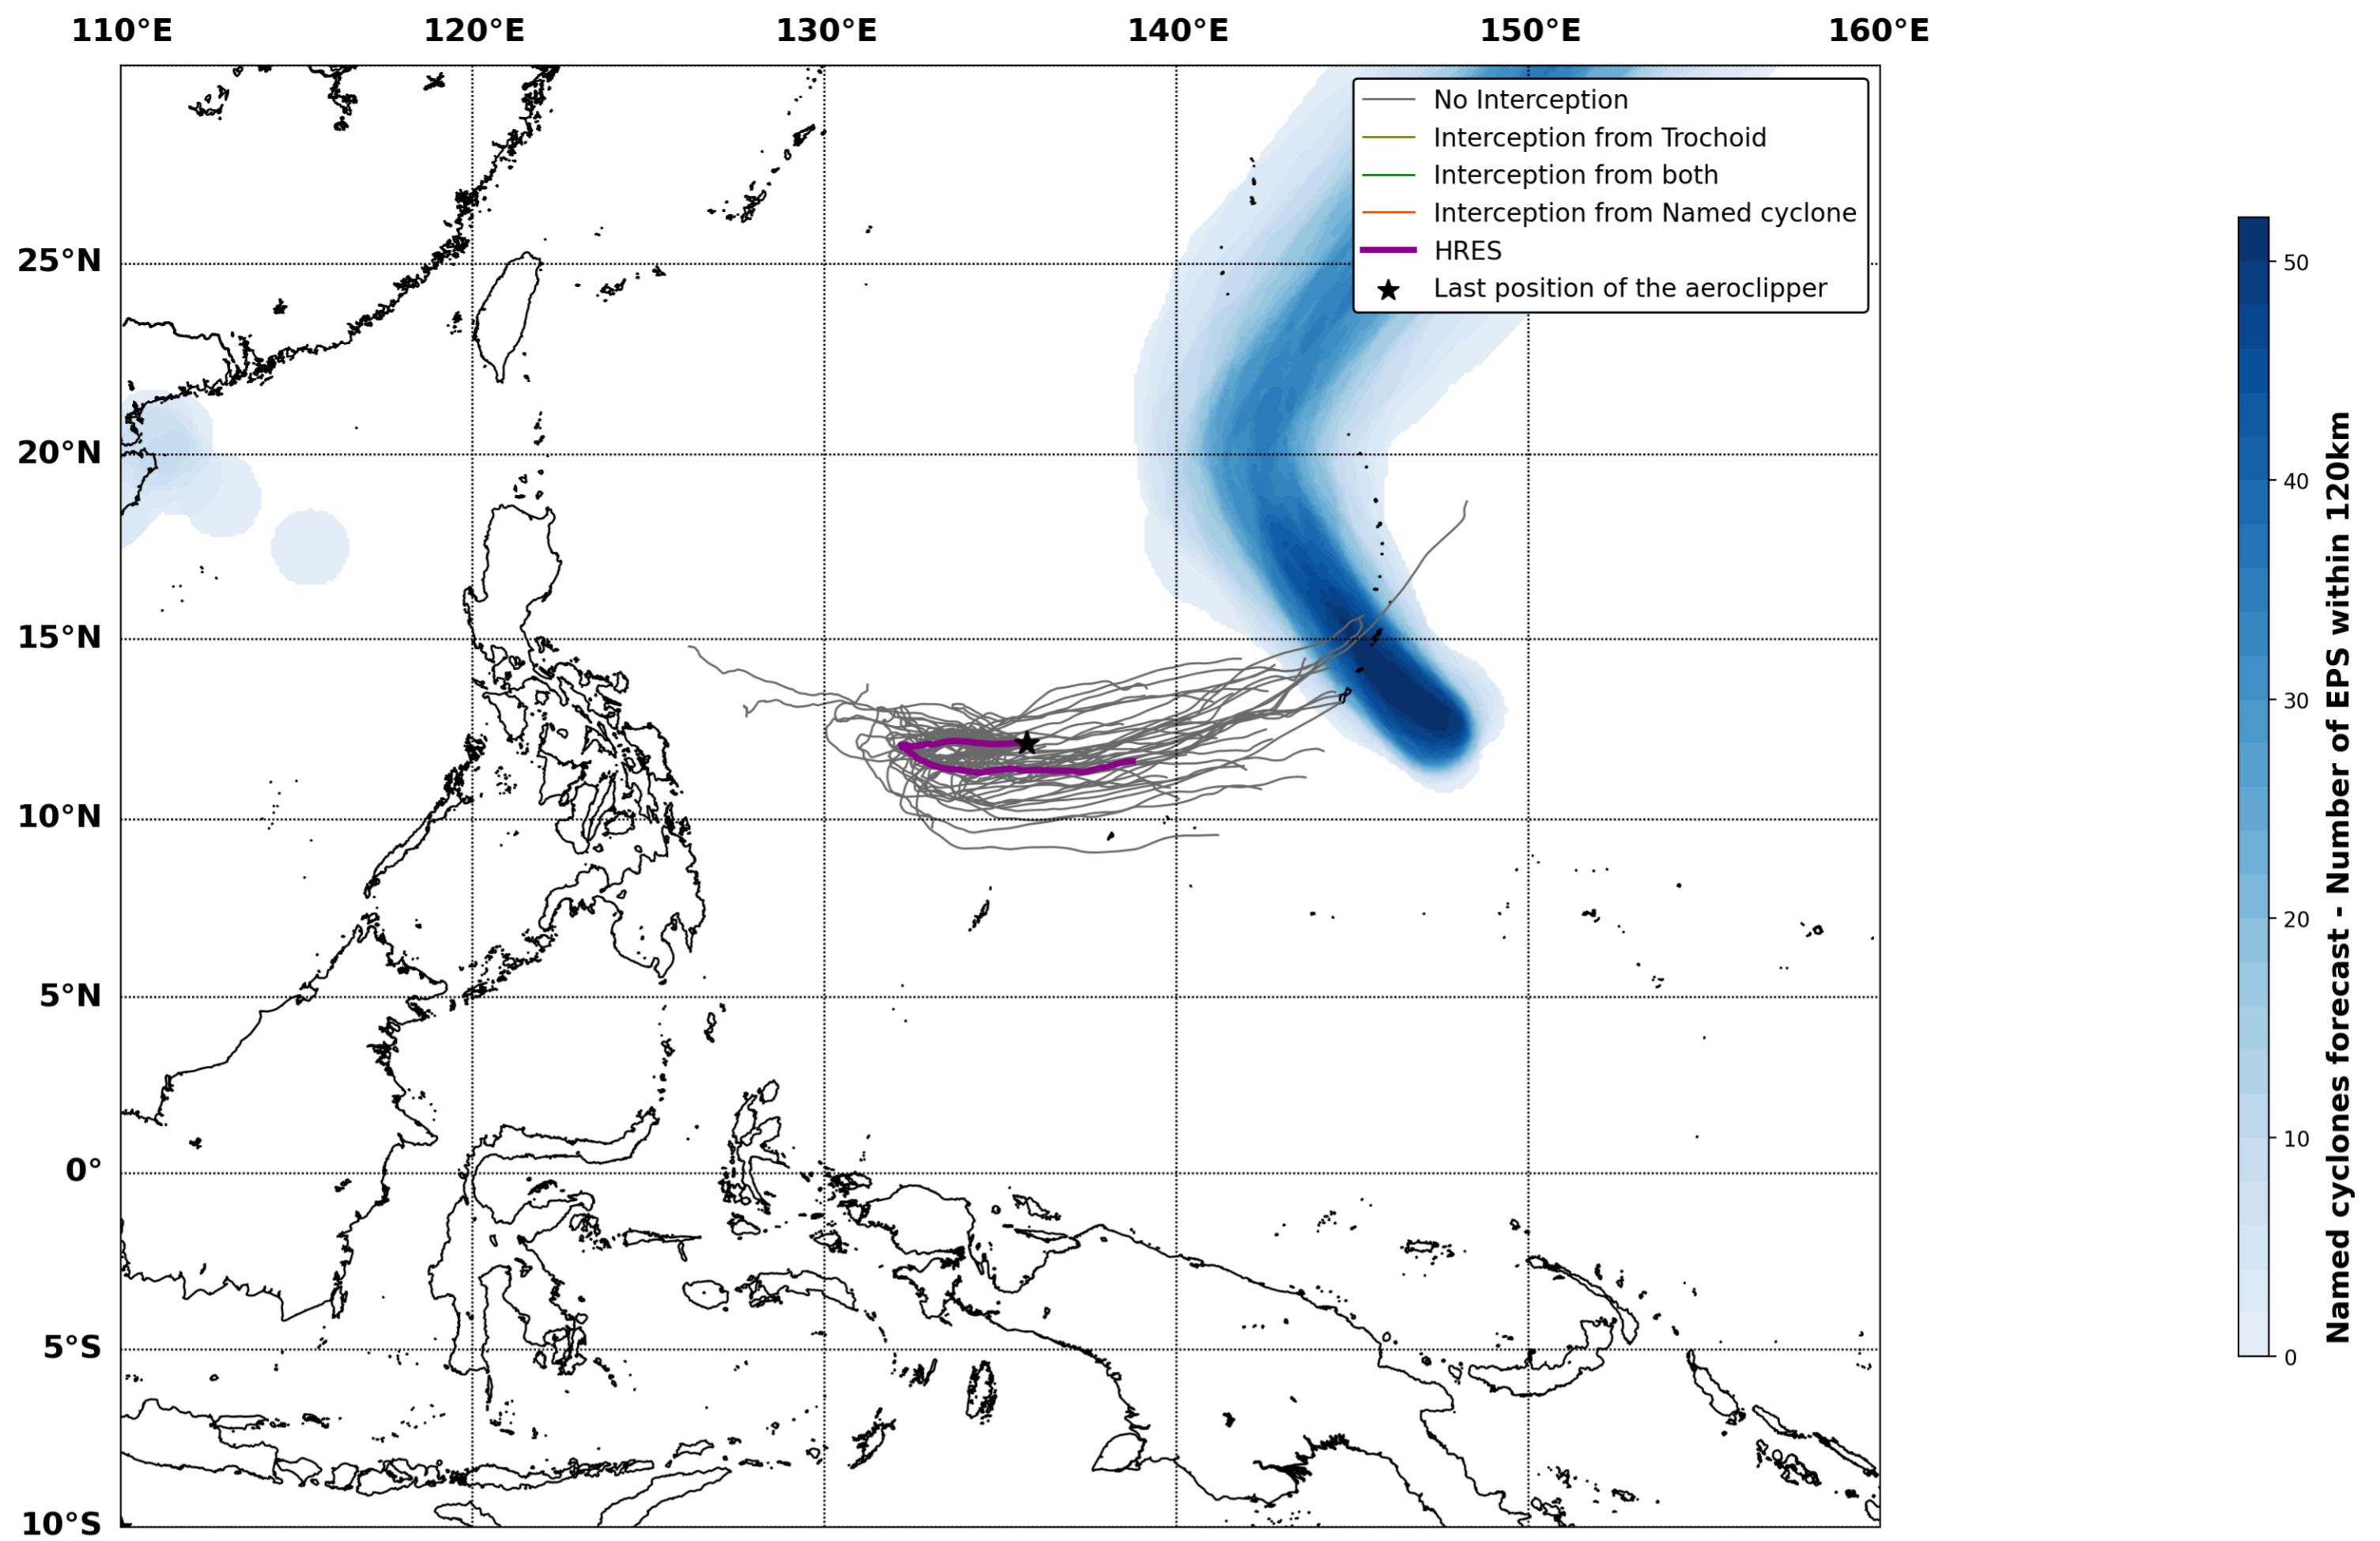 110°E 120°E 130°E 140°E 150°E 160°E
No Interception
Interception from Trochoid
Interception from both
Interception from Named cyclone
HRES
Last position of the aeroclipper
25°N
20°N
15°N
10°N
5°N
0°
5°S
10°S
50
40
30
20
10
0
Named cyclones forecast - Number of EPS within 120km